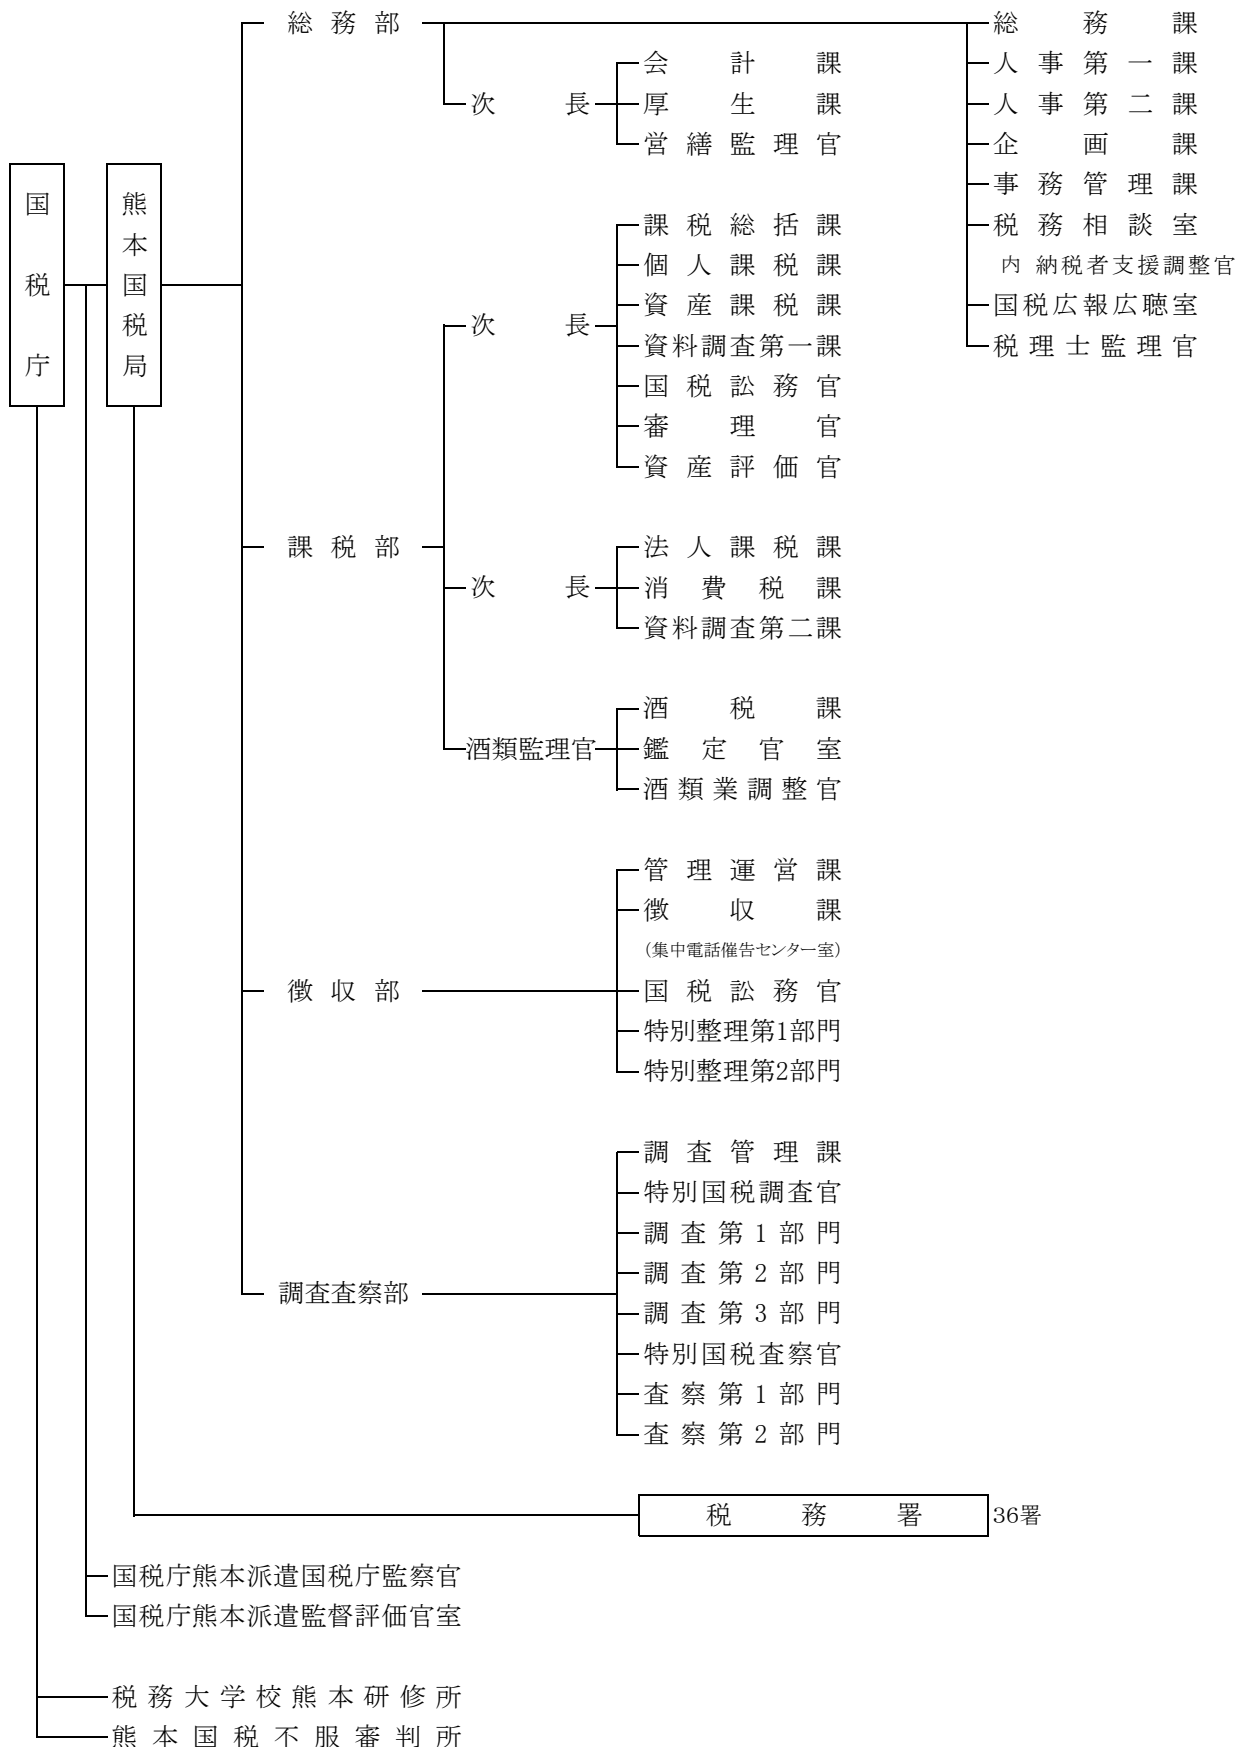 国税庁
熊本国税局
総務部
総務課
人事第一課
人事第二課
企画課
事務管理課
税務相談室
内 納税者支援調整官
国税広報広聴室
税理士監理官
次長
会計課
厚生課
営繕監理官
課税部
次長
課税総括課
個人課税課
資産課税課
資料調査第一課
国税訟務官
審理官
資産評価官
次長
法人課税課
消費税課
資料調査第二課
酒類監理官
酒税課
鑑定官室
酒類業調整官
徴収部
管理運営課
徴収課
(集中電話催告センター室)
国税訟務官
特別整理第1部門
特別整理第2部門
調査査察部
調査管理課
特別国税調査官
調査第1部門
調査第2部門
調査第3部門
特別国税査察官
査察第1部門
査察第2部門
税務署 36署
国税庁熊本派遣国税庁監察官
国税庁熊本派遣監督評価官室
税務大学校熊本研修所
熊本国税不服審判所